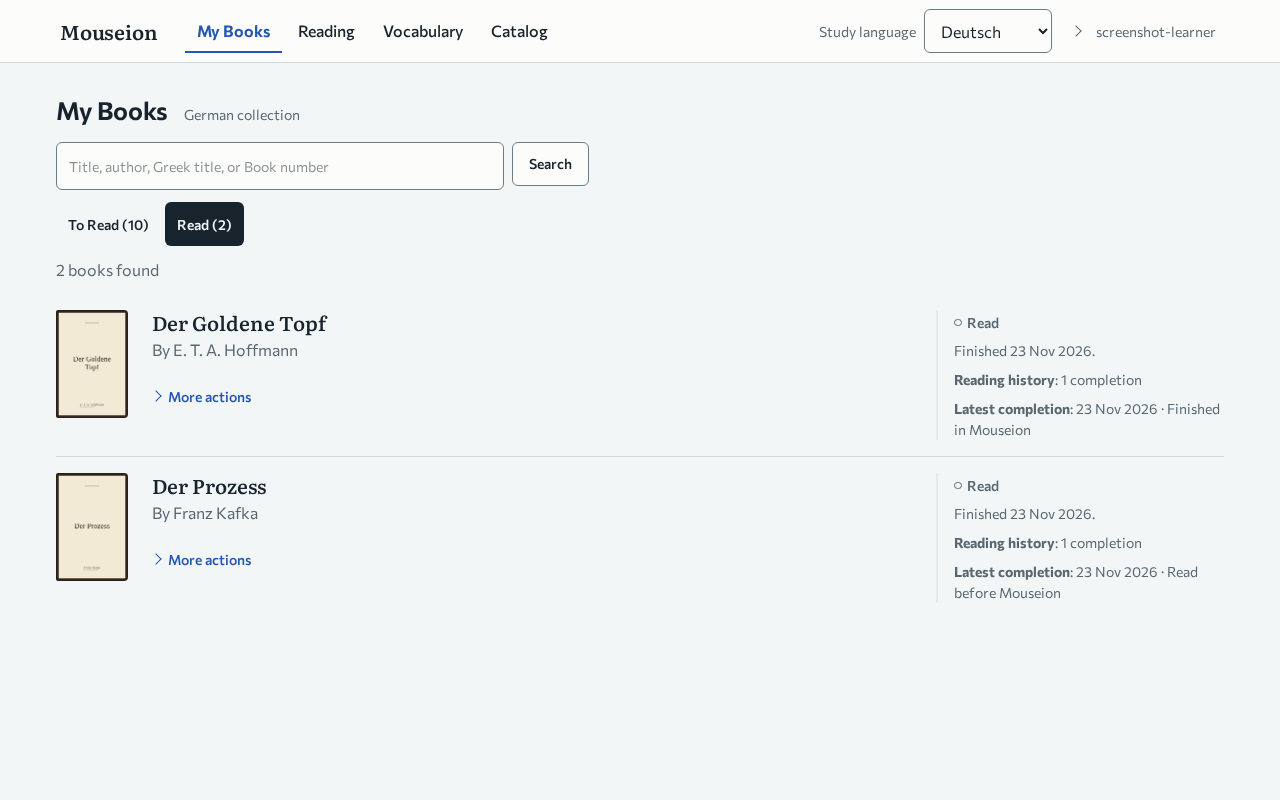 Mouseion My Books Reading Vocabulary Catalog Study language Deutsch screenshot-learner
My Books German collection
Title, author, Greek title, or Book number Search
To Read (10) Read (2)
2 books found
Der Goldene Topf
Der Goldene Topf
By E. T. A. Hoffmann
More actions
Read
Finished 23 Nov 2026.
Reading history: 1 completion
Latest completion: 23 Nov 2026 · Finished
in Mouseion
Der Prozess
Der Prozess
By Franz Kafka
More actions
Read
Finished 23 Nov 2026.
Reading history: 1 completion
Latest completion: 23 Nov 2026 · Read
before Mouseion